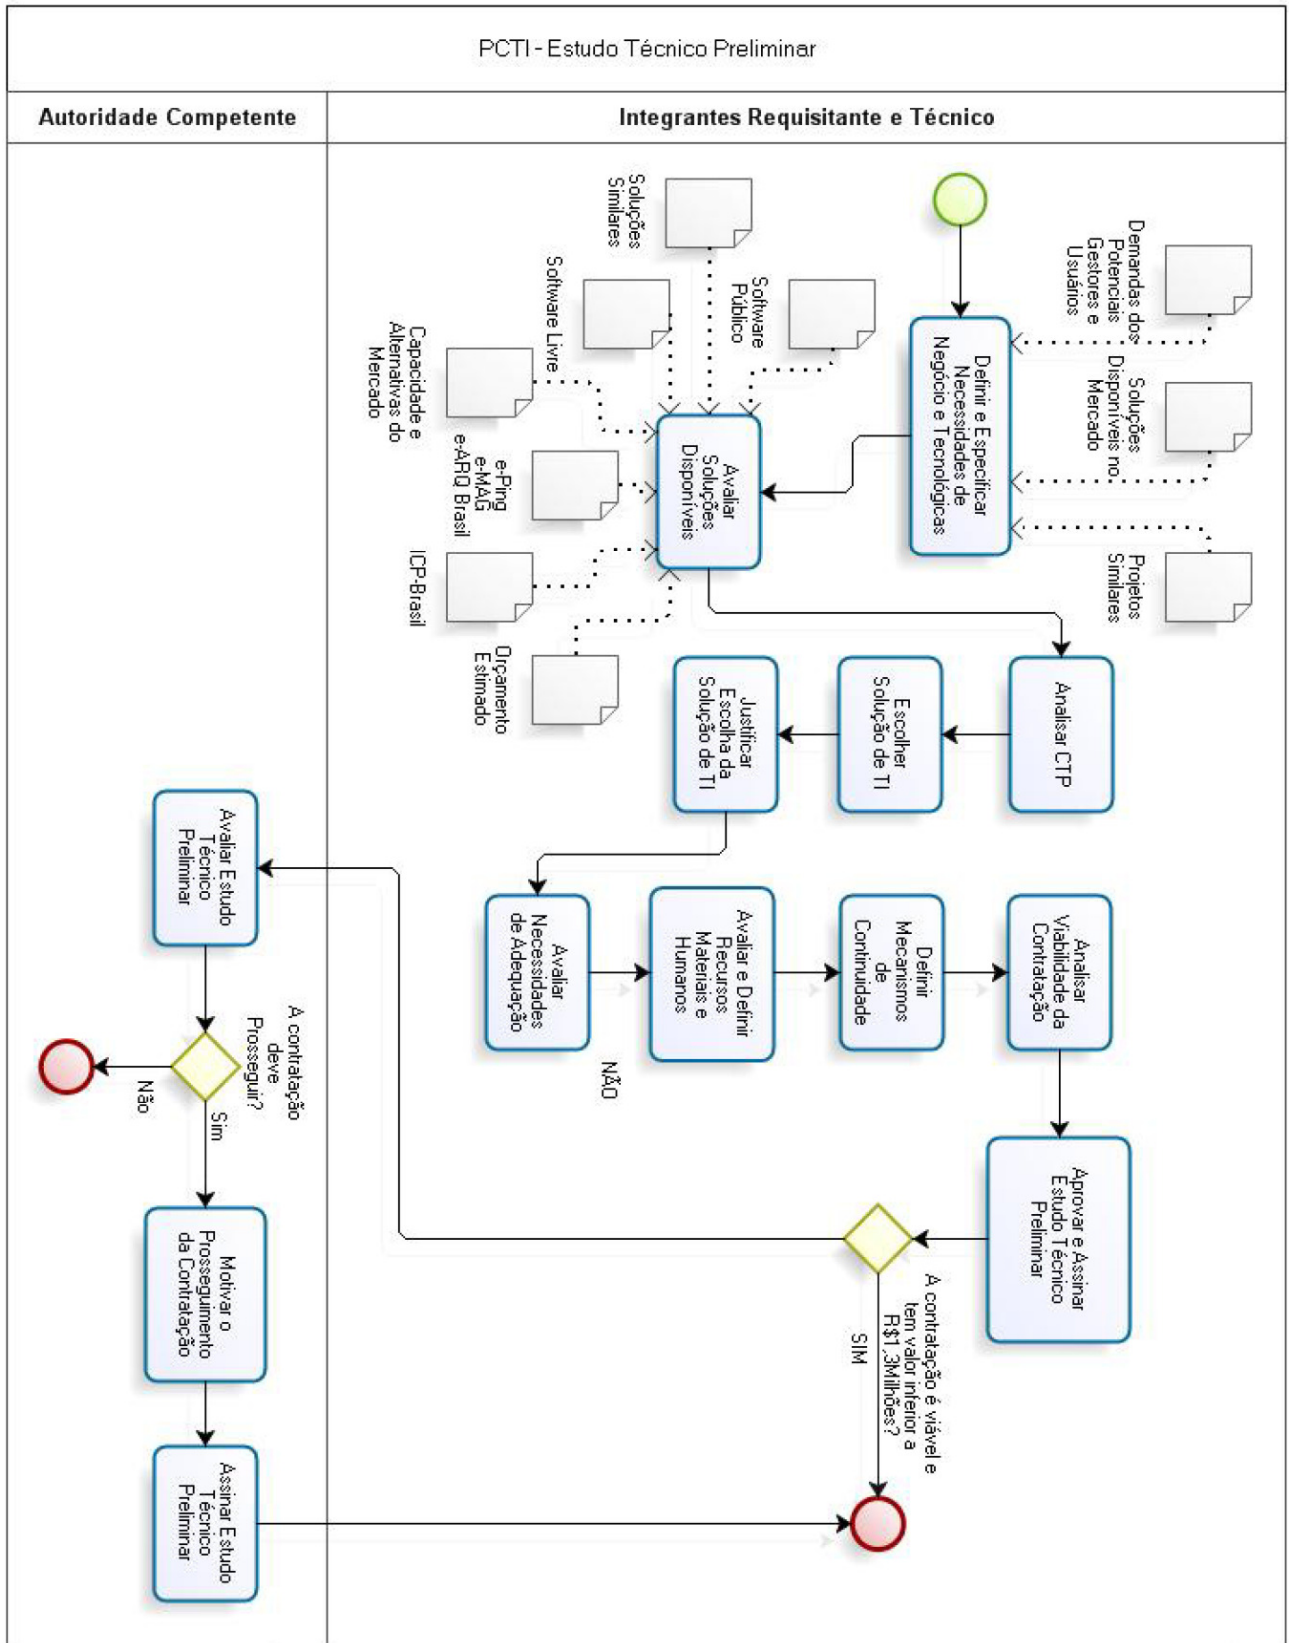 PCTI - Estudo Técnico Preliminar
Autoridade Competente
Integrantes Requisitante e Técnico
Demandas dos
Potenciais
Gestores e
Usuários
Soluções
Disponíveis no
Mercado
Projetos
Similares
Definir e Especificar
Necessidades de
Negócio e Tecnológicas
Soluções
Similares
Software
Público
Software Livre
Capacidade e
Alternativas do
Mercado
e-Ping
e-MAG
e-ARQ Brasil
ICP-Brasil
Orçamento
Estimado
Avaliar
Soluções
Disponíveis
Analisar CTP
Escolher
Solução de TI
Justificar
Escolha da
Solução de TI
Avaliar
Necessidades
de Adequação
Avaliar e Definir
Recursos
Materiais e
Humanos
Definir
Mecanismos
de
Continuidade
Analisar
Viabilidade da
Contratação
Aprovar e Assinar
Estudo Técnico
Preliminar
A contratação é viável e
tem valor inferior a
R$1,3Milhões?
SIM
NÃO
Avaliar Estudo
Técnico
Preliminar
A contratação
deve
Prosseguir?
Não
Sim
Motivar o
Prosseguimento
da Contratação
Assinar Estudo
Técnico
Preliminar